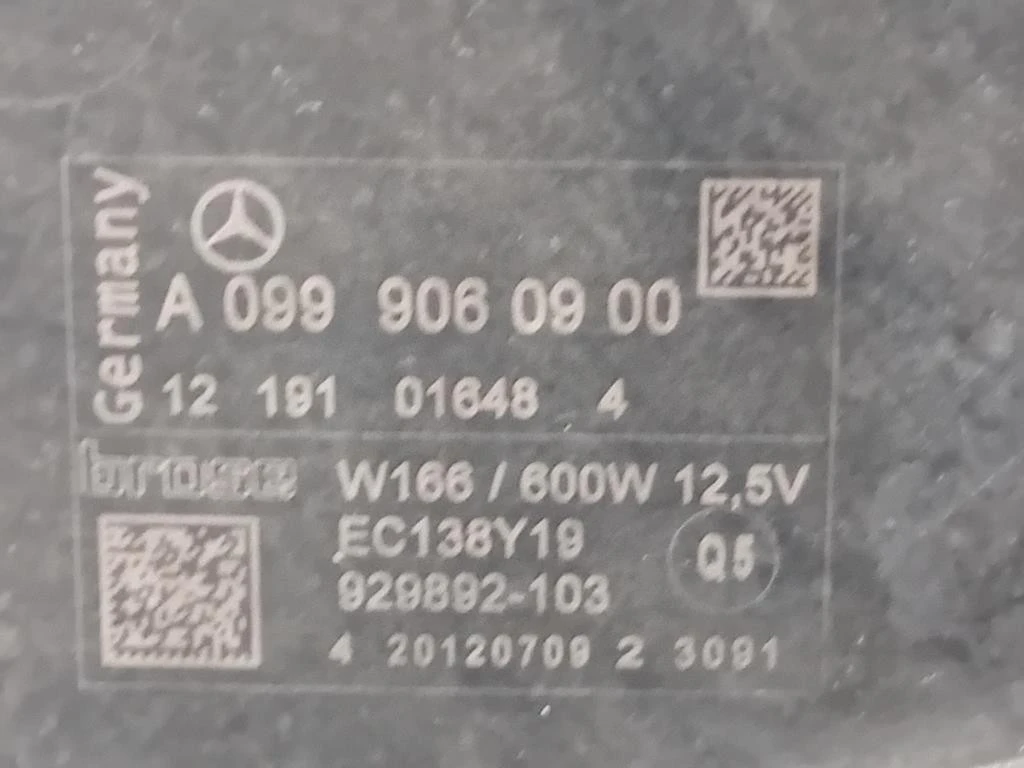 Germany
A 099 906 09 00
12 191 01648 4
brose
W166 / 600W 12,5V
EC138Y19
Q5
929892-103
4 20120709 2 3091